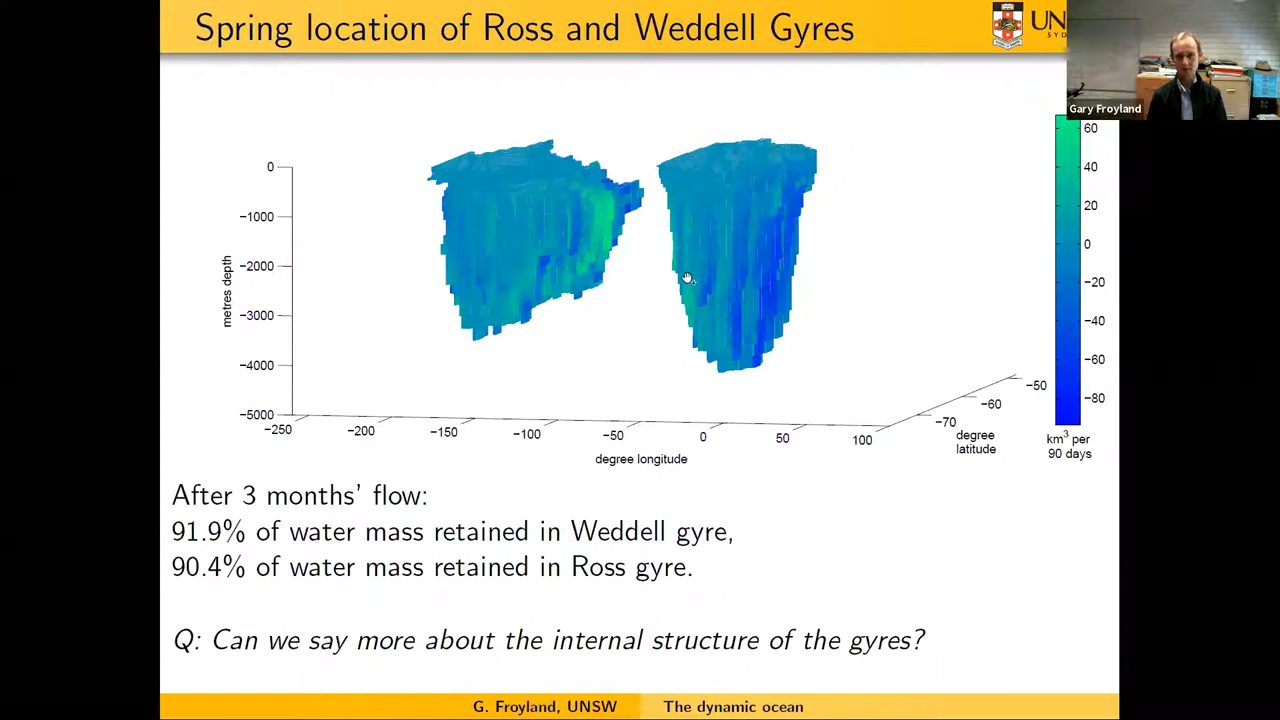 Spring location of Ross and Weddell Gyres
UN
SYD
Gary Froyland
0
−1000
−2000
−3000
−4000
−5000
metres depth
−250
−200
−150
−100
−50
0
50
100
degree longitude
−70
−60
−50
degree
latitude
60
40
20
0
−20
−40
−60
−80
km³ per
90 days
After 3 months’ flow:
91.9% of water mass retained in Weddell gyre,
90.4% of water mass retained in Ross gyre.
Q: Can we say more about the internal structure of the gyres?
G. Froyland, UNSW The dynamic ocean